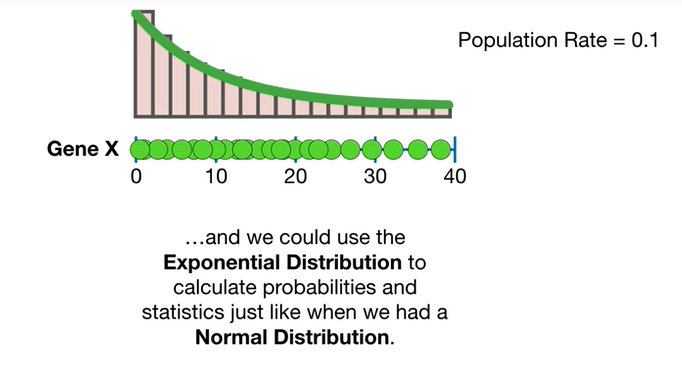 Population Rate = 0.1
Gene X
0 10 20 30 40
…and we could use the
Exponential Distribution to
calculate probabilities and
statistics just like when we had a
Normal Distribution.